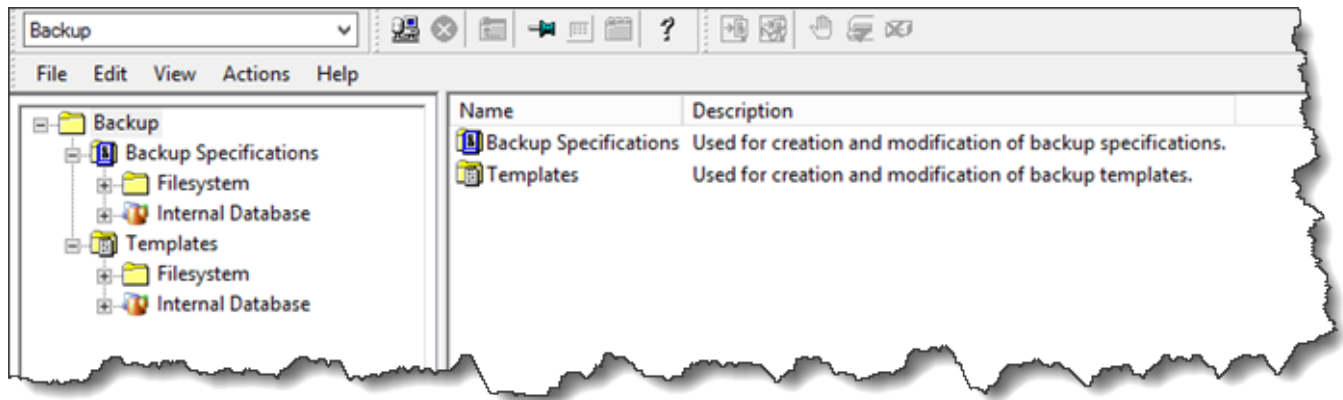 Backup
?
File Edit View Actions Help
Backup
Backup Specifications
Filesystem
Internal Database
Templates
Filesystem
Internal Database
Name Description
Backup Specifications Used for creation and modification of backup specifications.
Templates Used for creation and modification of backup templates.